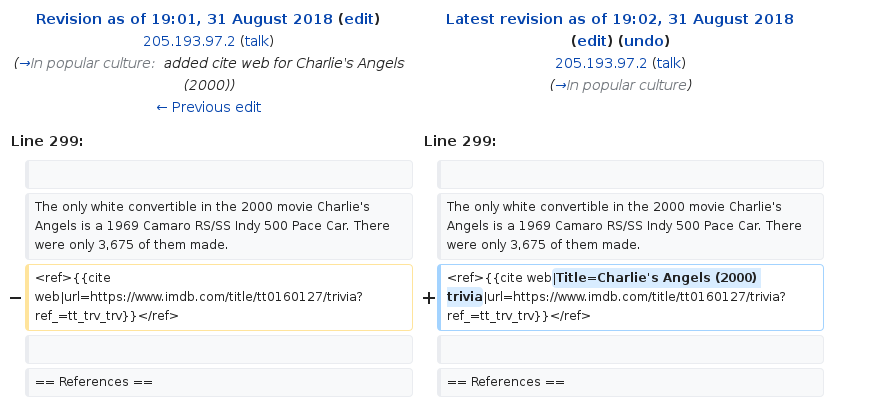 Revision as of 19:01, 31 August 2018 (edit)
205.193.97.2 (talk)
(→In popular culture: added cite web for Charlie's Angels
(2000))
← Previous edit
Latest revision as of 19:02, 31 August 2018
(edit) (undo)
205.193.97.2 (talk)
(→In popular culture)
Line 299:
Line 299:
The only white convertible in the 2000 movie Charlie's
Angels is a 1969 Camaro RS/SS Indy 500 Pace Car. There
were only 3,675 of them made.
The only white convertible in the 2000 movie Charlie's
Angels is a 1969 Camaro RS/SS Indy 500 Pace Car. There
were only 3,675 of them made.
− <ref>{{cite
web|url=https://www.imdb.com/title/tt0160127/trivia?
ref_=tt_trv_trv}}</ref>
+ <ref>{{cite web|Title=Charlie's Angels (2000)
trivia|url=https://www.imdb.com/title/tt0160127/trivia?
ref_=tt_trv_trv}}</ref>
== References ==
== References ==